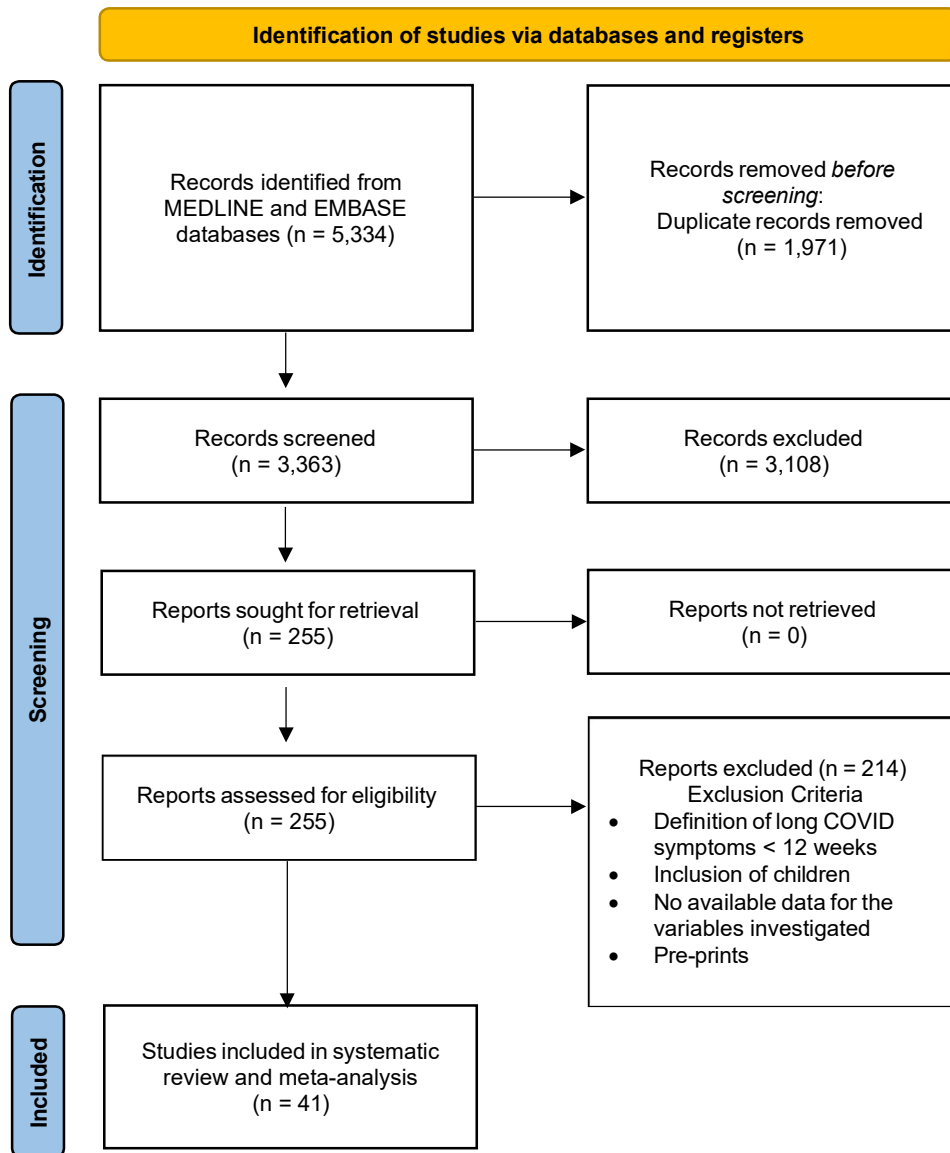 Identification of studies via databases and registers
Identification
Records identified from
MEDLINE and EMBASE
databases (n = 5,334)
Records removed before
screening:
Duplicate records removed
(n = 1,971)
Screening
Records screened
(n = 3,363)
Records excluded
(n = 3,108)
Reports sought for retrieval
(n = 255)
Reports not retrieved
(n = 0)
Reports assessed for eligibility
(n = 255)
Reports excluded (n = 214)
Exclusion Criteria
• Definition of long COVID
symptoms < 12 weeks
• Inclusion of children
• No available data for the
variables investigated
• Pre-prints
Included
Studies included in systematic
review and meta-analysis
(n = 41)